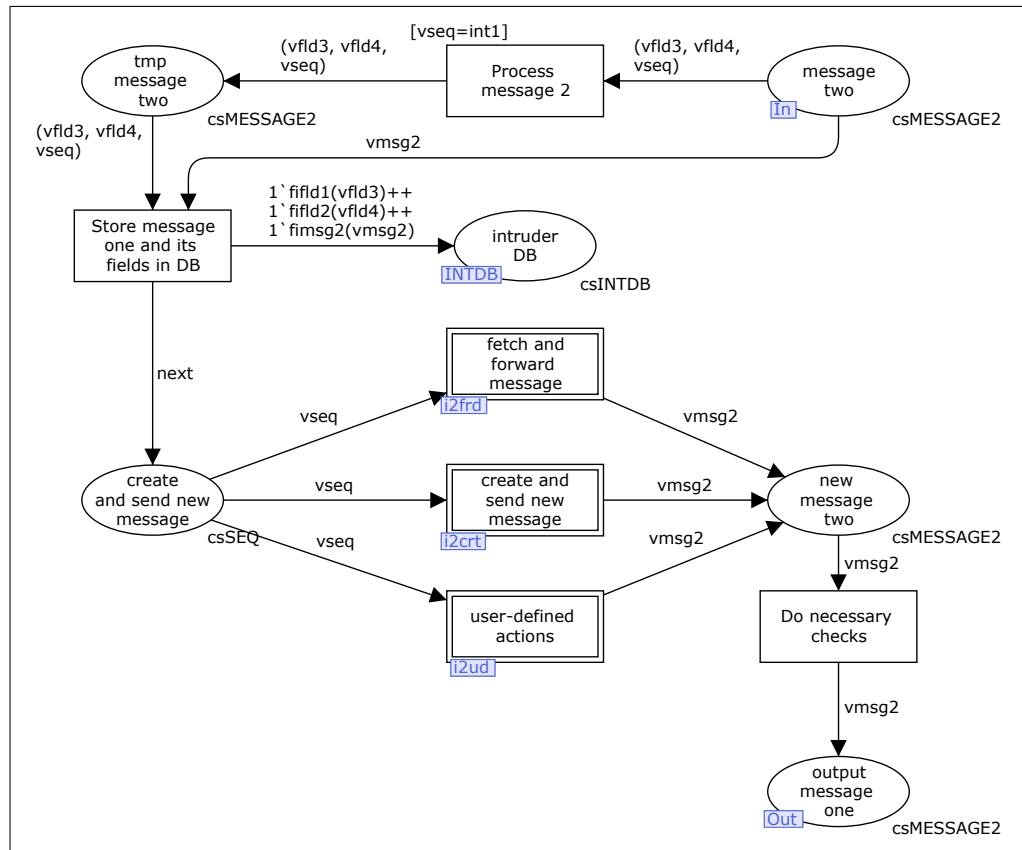 [vseq=int1]
(vfld3, vfld4,
vseq)
(vfld3, vfld4,
vseq)
tmp
message
two
csMESSAGE2
Process
message 2
message
two
In
csMESSAGE2
(vfld3, vfld4,
vseq)
vmsg2
Store message
one and its
fields in DB
1`fifld1(vfld3)++
1`fifld2(vfld4)++
1`fimsg2(vmsg2)
intruder
DB
INTDB
csINTDB
next
fetch and
forward
message
i2frd
vseq
vmsg2
create
and send new
message
csSEQ
vseq
create and
send new
message
i2crt
vmsg2
new
message
two
csMESSAGE2
vseq
vmsg2
vmsg2
user-defined
actions
i2ud
Do necessary
checks
vmsg2
output
message
one
Out
csMESSAGE2